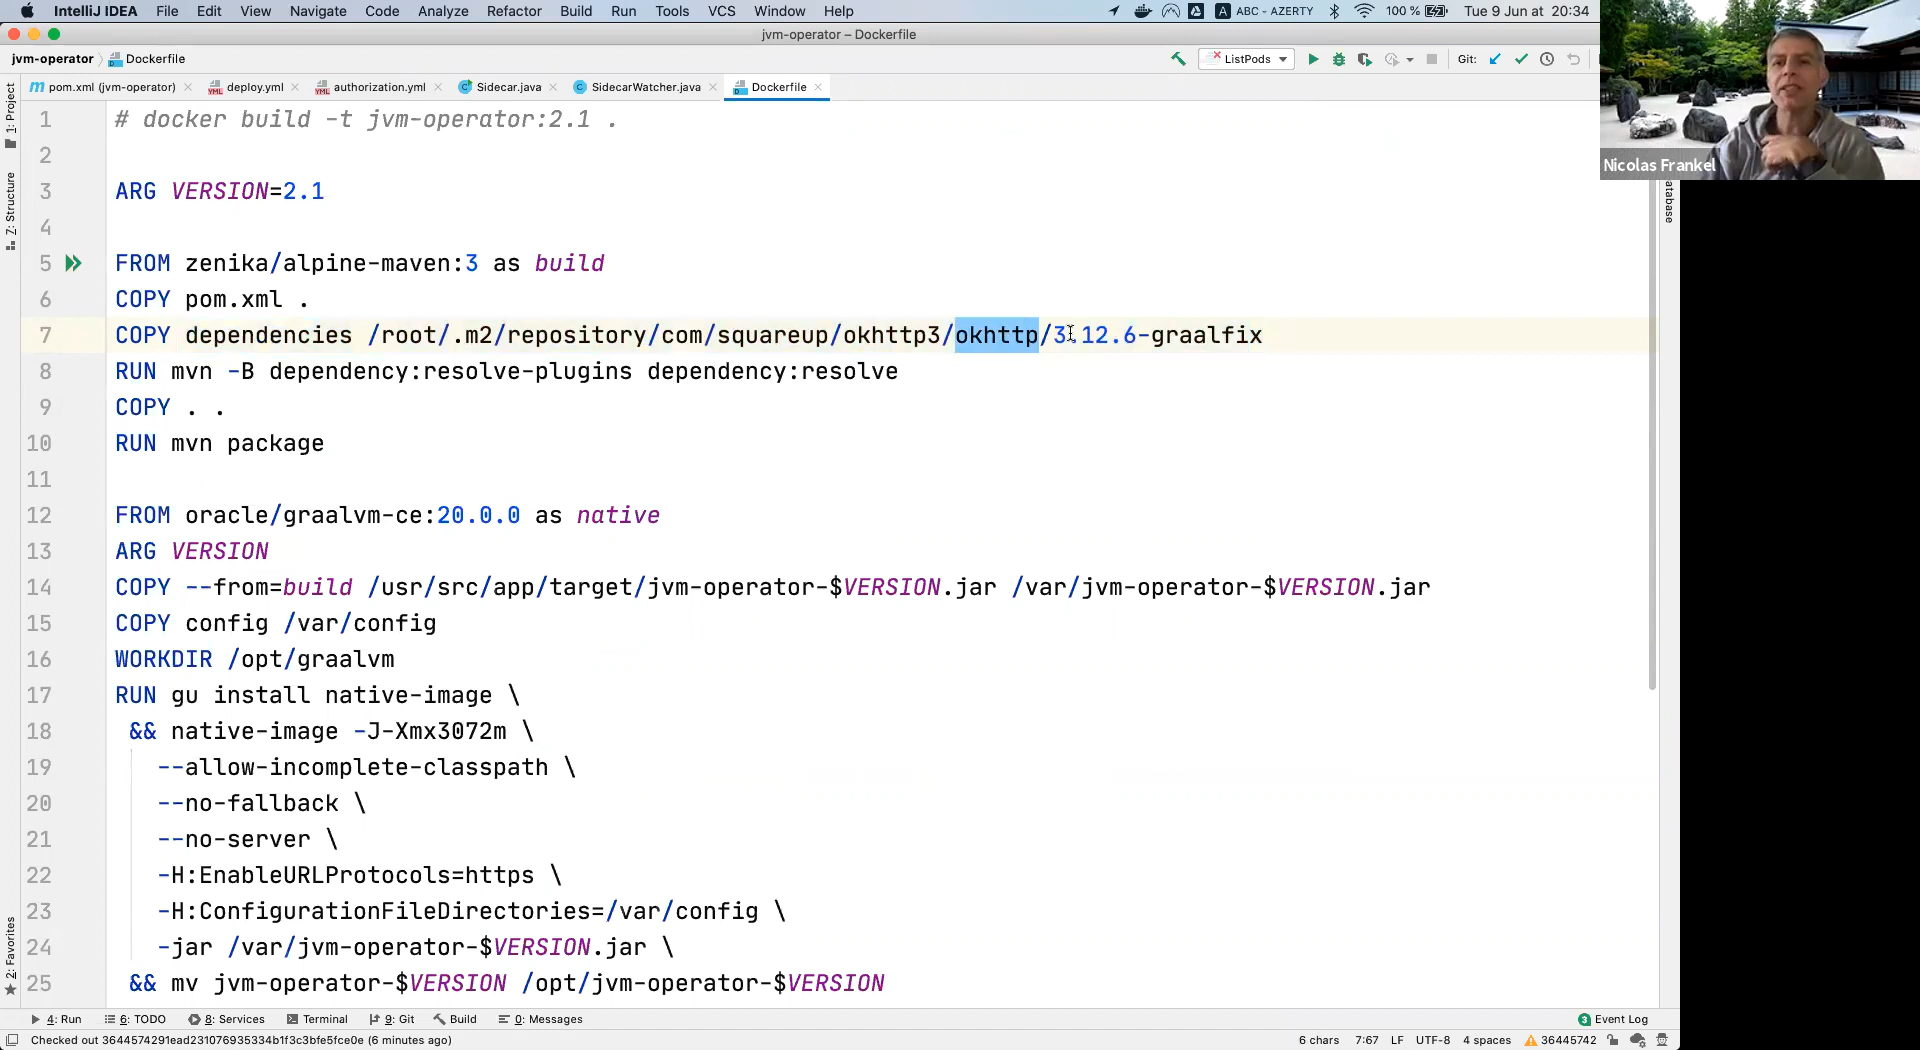 IntelliJ IDEA File Edit View Navigate Code Analyze Refactor Build Run Tools VCS Window Help
A ABC - AZERTY 100 % Tue 9 Jun at 20:34
jvm-operator – Dockerfile
jvm-operator Dockerfile
ListPods Git:
pom.xml (jvm-operator) deploy.yml authorization.yml Sidecar.java SidecarWatcher.java Dockerfile
1: Project
Z: Structure
2: Favorites
1 # docker build -t jvm-operator:2.1 .
2
3 ARG VERSION=2.1
4
5 FROM zenika/alpine-maven:3 as build
6 COPY pom.xml .
7 COPY dependencies /root/.m2/repository/com/squareup/okhttp3/okhttp/3.12.6-graalfix
8 RUN mvn -B dependency:resolve-plugins dependency:resolve
9 COPY . .
10 RUN mvn package
11
12 FROM oracle/graalvm-ce:20.0.0 as native
13 ARG VERSION
14 COPY --from=build /usr/src/app/target/jvm-operator-$VERSION.jar /var/jvm-operator-$VERSION.jar
15 COPY config /var/config
16 WORKDIR /opt/graalvm
17 RUN gu install native-image \
18 && native-image -J-Xmx3072m \
19 --allow-incomplete-classpath \
20 --no-fallback \
21 --no-server \
22 -H:EnableURLProtocols=https \
23 -H:ConfigurationFileDirectories=/var/config \
24 -jar /var/jvm-operator-$VERSION.jar \
25 && mv jvm-operator-$VERSION /opt/jvm-operator-$VERSION
Nicolas Frankel
atabase
4: Run 6: TODO 8: Services Terminal 9: Git Build 0: Messages 3 Event Log
Checked out 3644574291ead231076935334b1f3c3bfe5fce0e (6 minutes ago) 6 chars 7:67 LF UTF-8 4 spaces 36445742